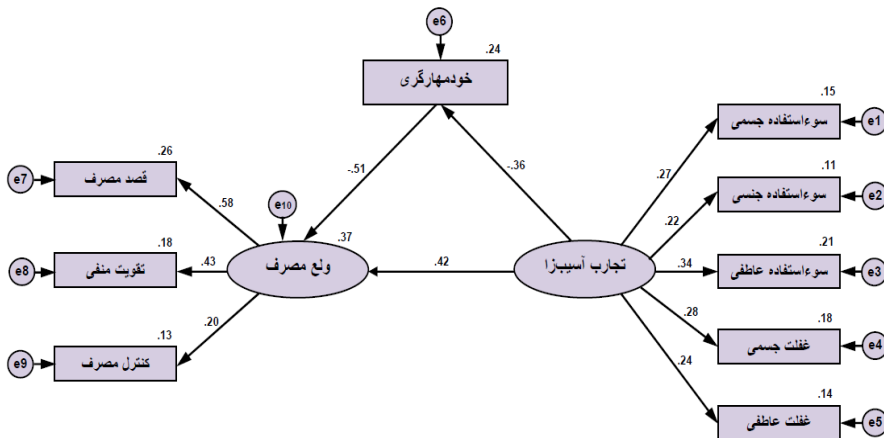 e6
.24
خودمهارگری
.15
سوءاستفاده جسمی
e1
-.51
-.36
.27
.11
سوءاستفاده جنسی
e2
.22
.26
قصد مصرف
e7
.58
e10
.37
ولع مصرف
.42
تجارب آسیب‌زا
.21
سوءاستفاده عاطفی
e3
.34
.18
تقویت منفی
e8
.43
.28
.18
غفلت جسمی
e4
.13
کنترل مصرف
e9
.20
.24
.14
غفلت عاطفی
e5